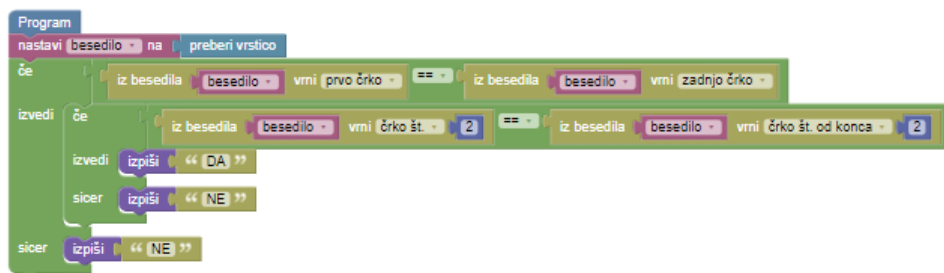 Program
nastavi besedilo na preberi vrstico
če iz besedila besedilo vrni prvo črko == iz besedila besedilo vrni zadnjo črko
izvedi če iz besedila besedilo vrni črko št. 2 == iz besedila besedilo vrni črko št. od konca 2
izvedi izpiši “ DA ”
sicer izpiši “ NE ”
sicer izpiši “ NE ”